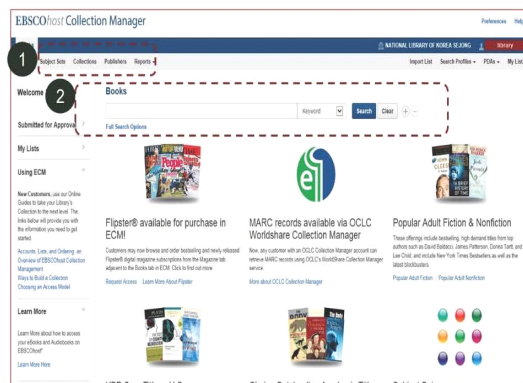 EBSCOhost Collection Manager
Preferences Help
NATIONAL LIBRARY OF KOREA SEJONG
library
1
Subject Sets Collections Publishers Reports
Import List Search Profiles PDAs My List
Welcome
2
Books
Keyword Search Clear
Full Search Options
Submitted for Approval
My Lists
Using ECM
New Customers, use our Online
Guides to take your Library's
Collection to the next level. The
links below will provide you with
the information you need to get
started.
Accounts, Lists, and Ordering: an
Overview of EBSCOhost Collection
Management
Ways to Build a Collection
Choosing an Access Model
Learn More
Learn More about how to access
your eBooks and Audiobooks on
EBSCOhost
Learn More Here
People
Flipster® available for purchase in
ECM!
Customers may now browse and order bestselling and newly released
Flipster® digital magazine subscriptions from the Magazine tab
adjacent to the Books tab in ECM. Click to find out more
Request Access Learn More About Flipster
MARC records available via OCLC
Worldshare Collection Manager
Now, any customer with an OCLC Collection Manager account can
retrieve MARC records using OCLC's WorldShare Collection Manager
service.
More about OCLC Collection Manager
Popular Adult Fiction & Nonfiction
These offerings include bestselling, high demand titles from top
authors such as David Baldacci, James Patterson, Donna Tartt, and
Lee Child, and include New York Times Bestsellers as well as the
latest blockbusters.
Popular Adult Fiction Popular Adult Nonfiction